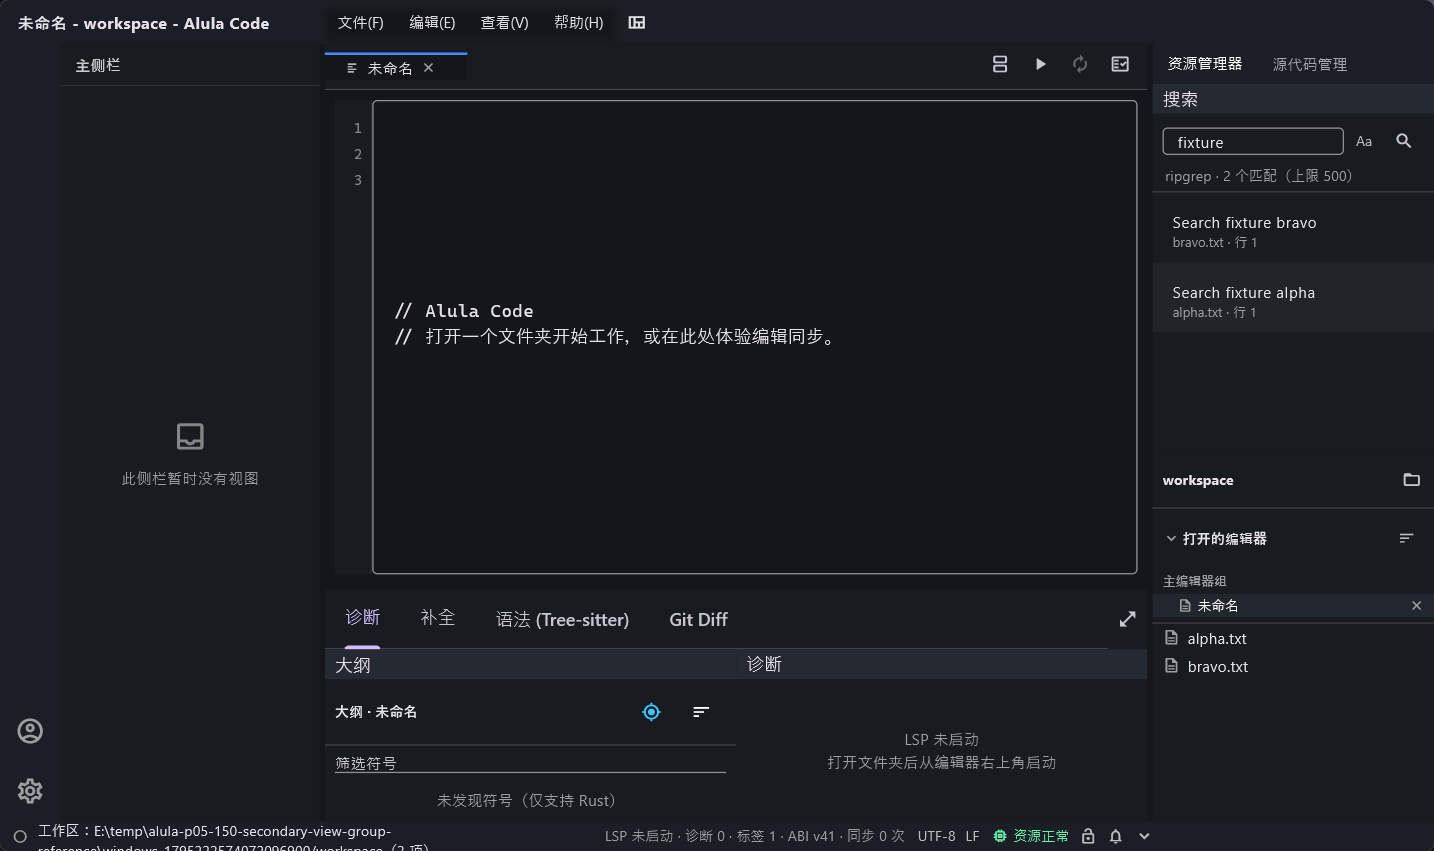 未命名 - workspace - Alula Code
文件(F) 编辑(E) 查看(V) 帮助(H)
主侧栏
此侧栏暂时没有视图
未命名
1
2
3
// Alula Code
// 打开一个文件夹开始工作, 或在此处体验编辑同步。
诊断 补全 语法 (Tree-sitter) Git Diff
大纲
大纲 · 未命名
筛选符号
未发现符号（仅支持 Rust）
诊断
LSP 未启动
打开文件夹后从编辑器右上角启动
资源管理器 源代码管理
搜索
fixture Aa
ripgrep · 2 个匹配（上限 500）
Search fixture bravo
bravo.txt · 行 1
Search fixture alpha
alpha.txt · 行 1
workspace
打开的编辑器
主编辑器组
未命名
alpha.txt
bravo.txt
工作区：E:\temp\alula-p05-150-secondary-view-group-
reference\windows-1795223574073096900/workspace（2 项）
LSP 未启动 · 诊断 0 · 标签 1 · ABI v41 · 同步 0 次 UTF-8 LF 资源正常